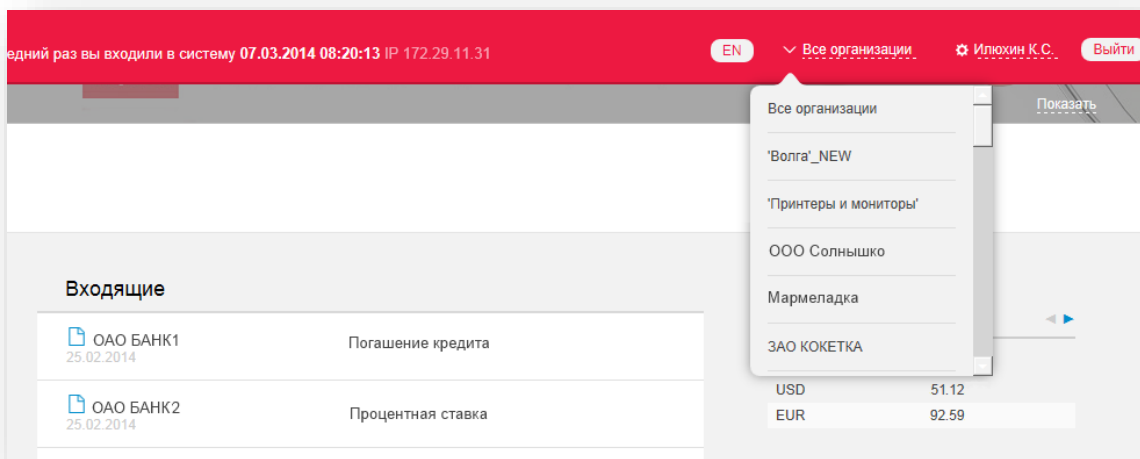 едний раз вы входили в систему 07.03.2014 08:20:13 IP 172.29.11.31 EN Все организации Илюхин К.С. Выйти
Показать
Все организации
'Волга'_NEW
'Принтеры и мониторы'
ООО Солнышко
Мармеладка
ЗАО КОКЕТКА
Входящие
ОАО БАНК1 Погашение кредита
25.02.2014
ОАО БАНК2 Процентная ставка
25.02.2014
USD 51.12
EUR 92.59